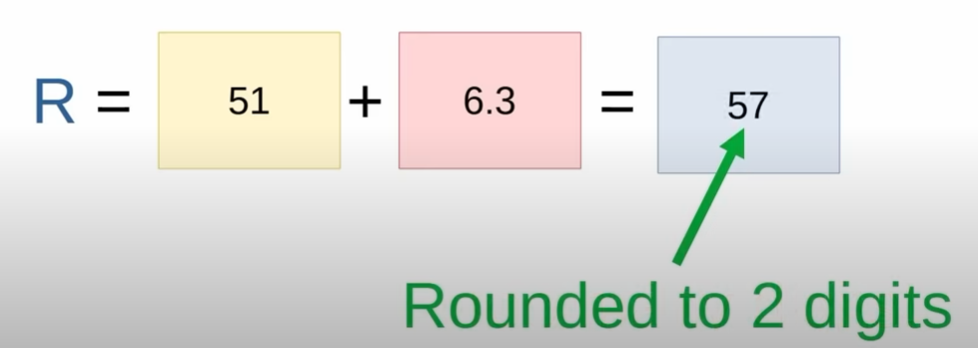 R = 51 + 6.3 = 57
Rounded to 2 digits